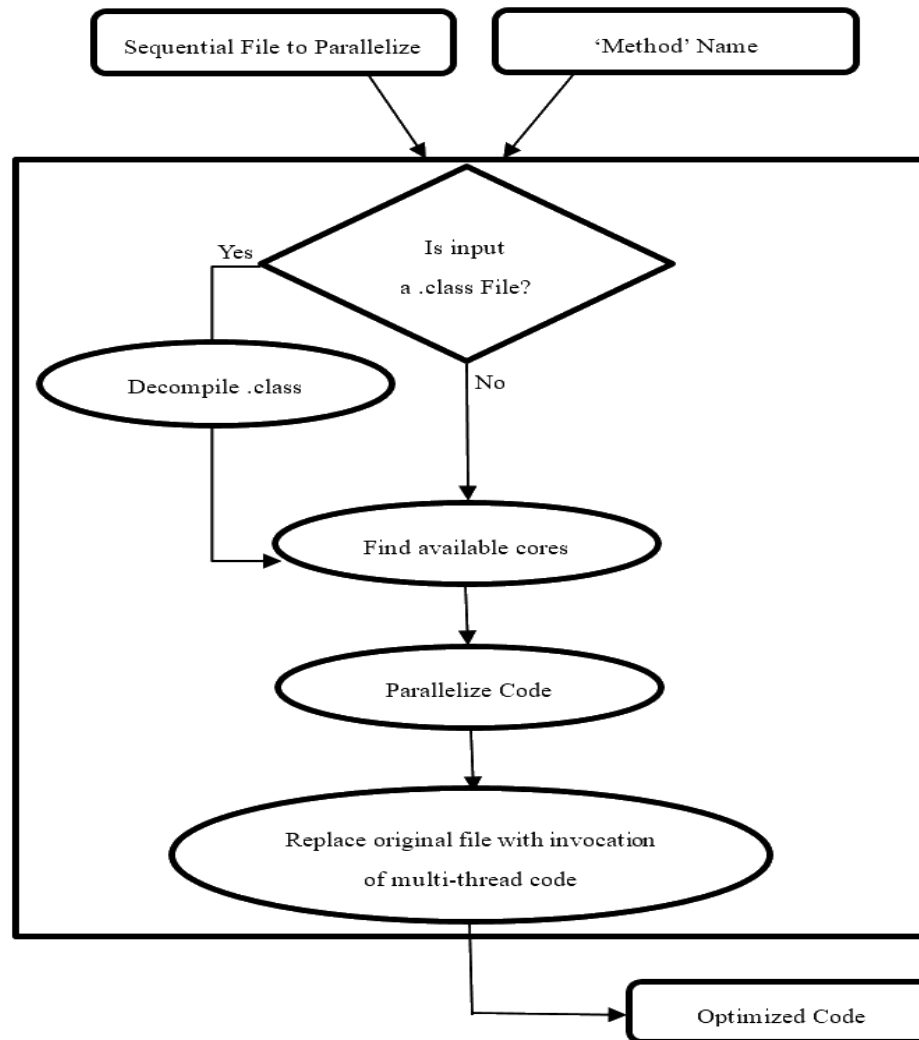 Sequential File to Parallelize
‘Method’ Name
Is input
a .class File?
Yes
Decompile .class
No
Find available cores
Parallelize Code
Replace original file with invocation
of multi-thread code
Optimized Code